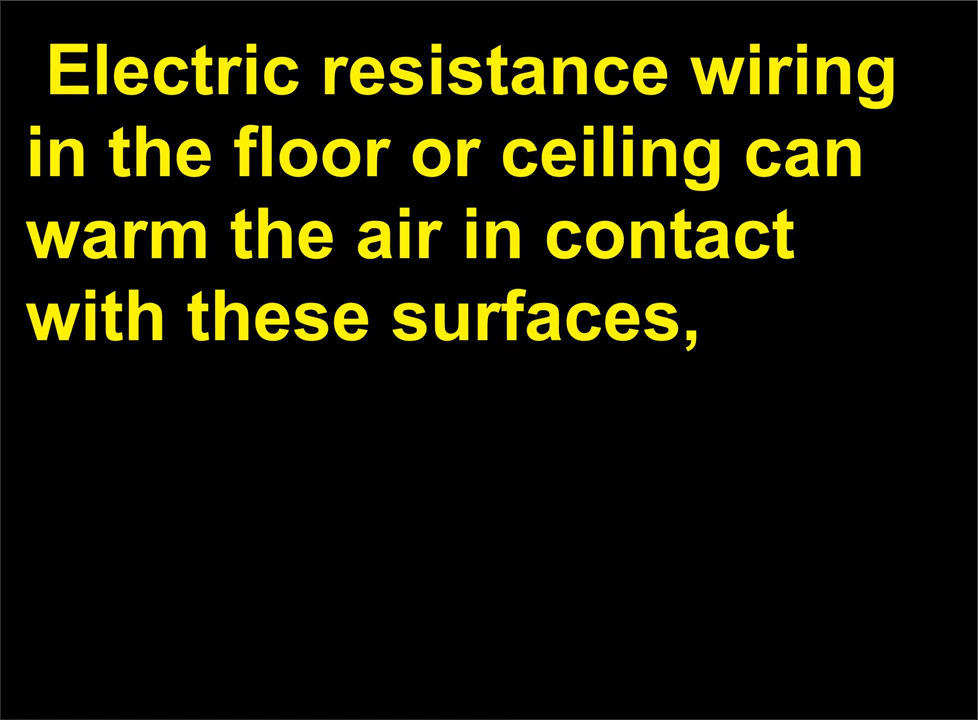 Electric resistance wiring
in the floor or ceiling can
warm the air in contact
with these surfaces,